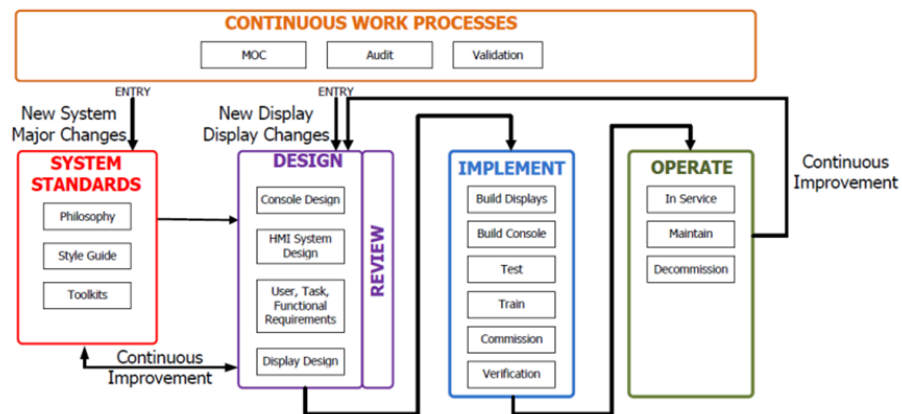 CONTINUOUS WORK PROCESSES
MOC
Audit
Validation
ENTRY
ENTRY
New System
Major Changes
New Display
Display Changes
SYSTEM
STANDARDS
Philosophy
Style Guide
Toolkits
Continuous
Improvement
DESIGN
Console Design
HMI System
Design
User, Task,
Functional
Requirements
Display Design
REVIEW
IMPLEMENT
Build Displays
Build Console
Test
Train
Commission
Verification
OPERATE
In Service
Maintain
Decommission
Continuous
Improvement